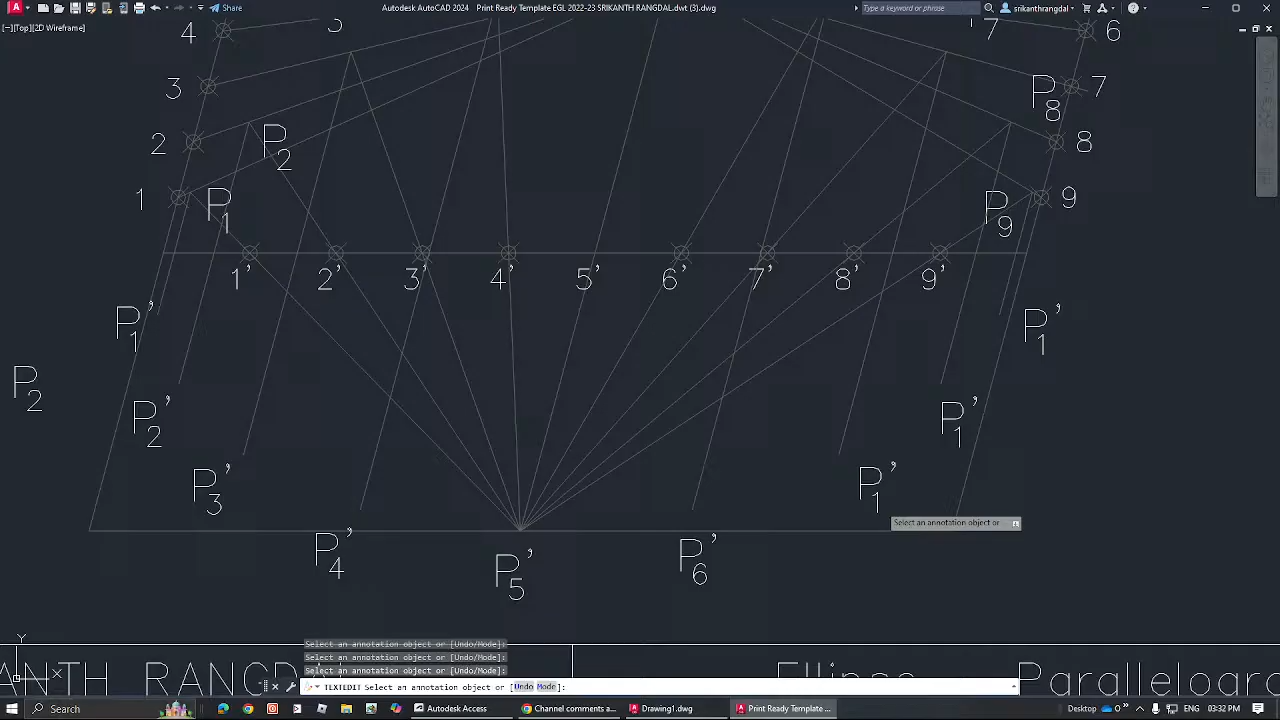 Share
Autodesk AutoCAD 2024 Print Ready Template EGL 2022-23 SRIKANTH RANGDAL.dwt (3).dwg
Type a keyword or phrase
srikanthrangdal
[−][Top][2D Wireframe]
4
7
6
3
P8
7
2
P2
8
1
P1
P9
9
1' 2' 3' 4' 5' 6' 7' 8' 9'
P1'
P1'
P2
P2'
P1'
P3'
P1'
Select an annotation object or
P4'
P5'
P6'
Y
X
Select an annotation object or [Undo/Mode]:
Select an annotation object or [Undo/Mode]:
Select an annotation object or [Undo/Mode]:
TEXTEDIT Select an annotation object or [Undo Mode]:
Search
Autodesk Access
Channel comments a...
Drawing1.dwg
Print Ready Template ...
Desktop
ENG
03:38 PM